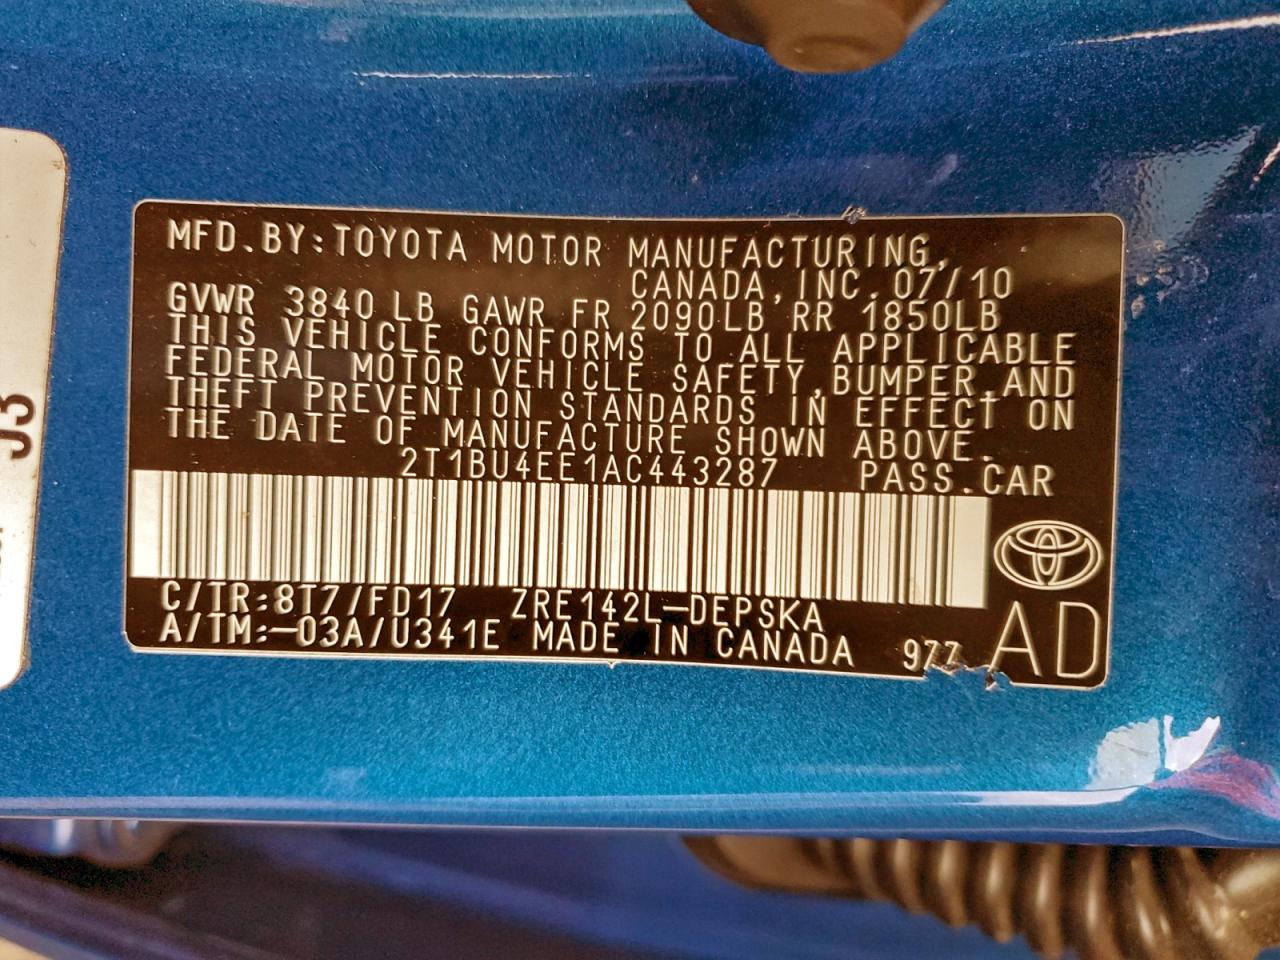 MFD.BY:TOYOTA MOTOR MANUFACTURING,
CANADA,INC.07/10
GVWR 3840 LB GAWR FR 2090LB RR 1850LB
THIS VEHICLE CONFORMS TO ALL APPLICABLE
FEDERAL MOTOR VEHICLE SAFETY,BUMPER,AND
THEFT PREVENTION STANDARDS IN EFFECT ON
THE DATE OF MANUFACTURE SHOWN ABOVE.
2T1BU4EE1AC443287 PASS.CAR
C/TR:8T7/FD17 ZRE142L-DEPSKA
A/TM:-03A/U341E MADE IN CANADA 977 AD
J3